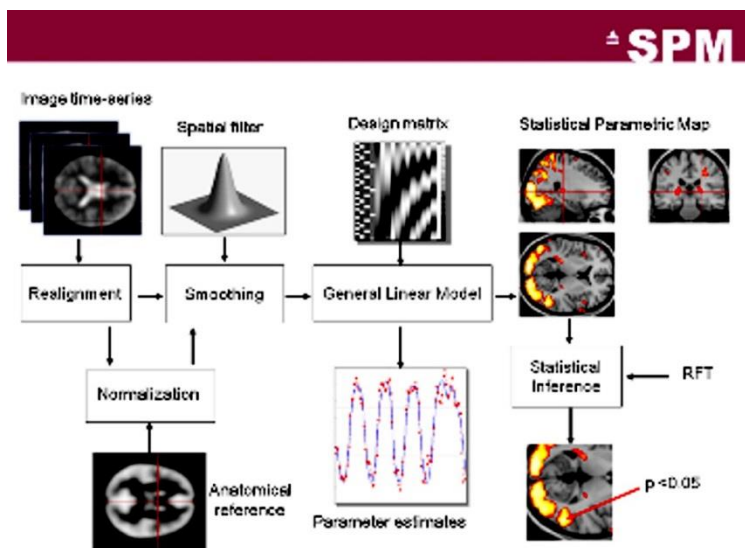 SPM
Image time-series
Spatial filter
Design matrix
Statistical Parametric Map
Realignment
Smoothing
General Linear Model
Normalization
Statistical
Inference
RFT
Anatomical
reference
Parameter estimates
p <0.05